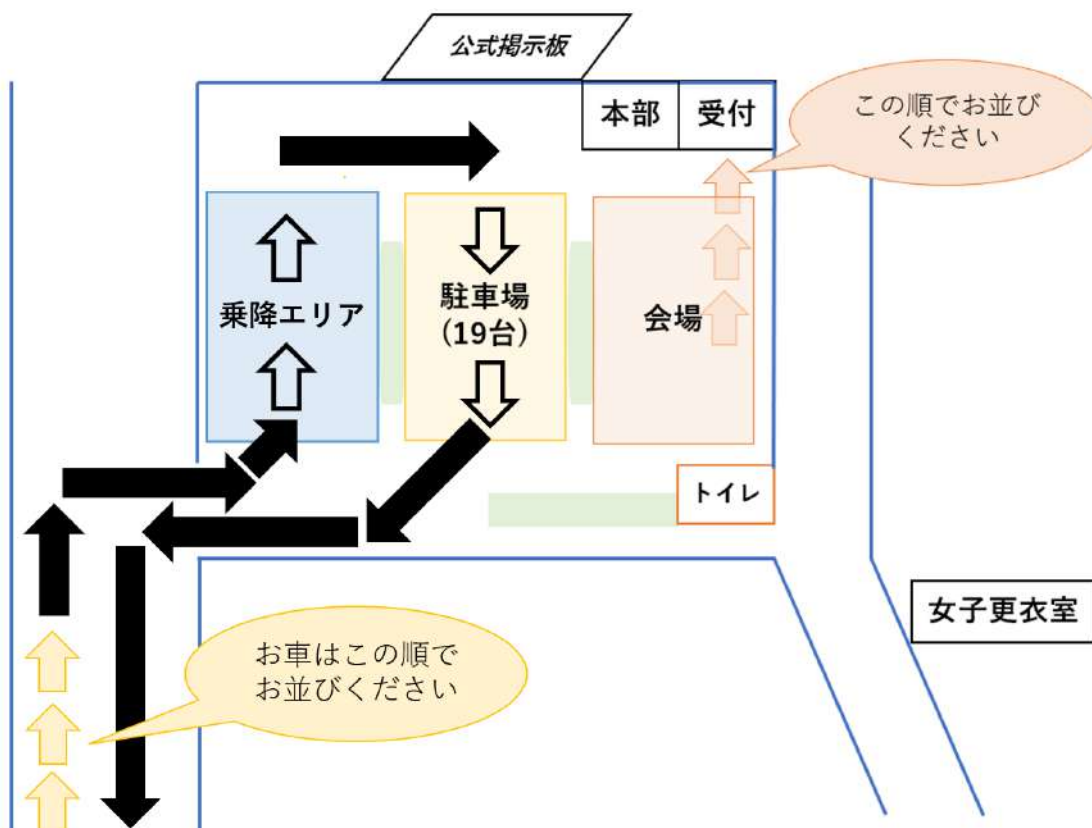 公式掲示板
本部
受付
この順でお並び
ください
乗降エリア
駐車場
(19台)
会場
トイレ
女子更衣室
お車はこの順で
お並びください